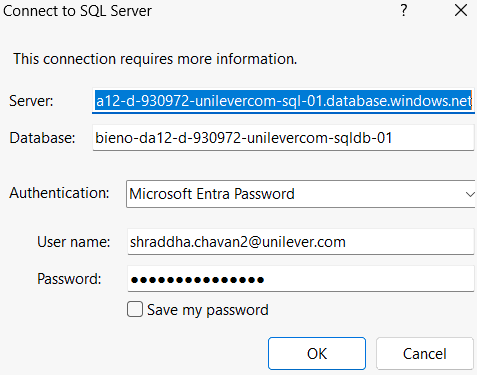 Connect to SQL Server ?
This connection requires more information.
Server: a12-d-930972-unilevercom-sql-01.database.windows.net
Database: bieno-da12-d-930972-unilevercom-sqldb-01
Authentication: Microsoft Entra Password
User name: shraddha.chavan2@unilever.com
Password: ●●●●●●●●●●●●●●●
Save my password
OK Cancel